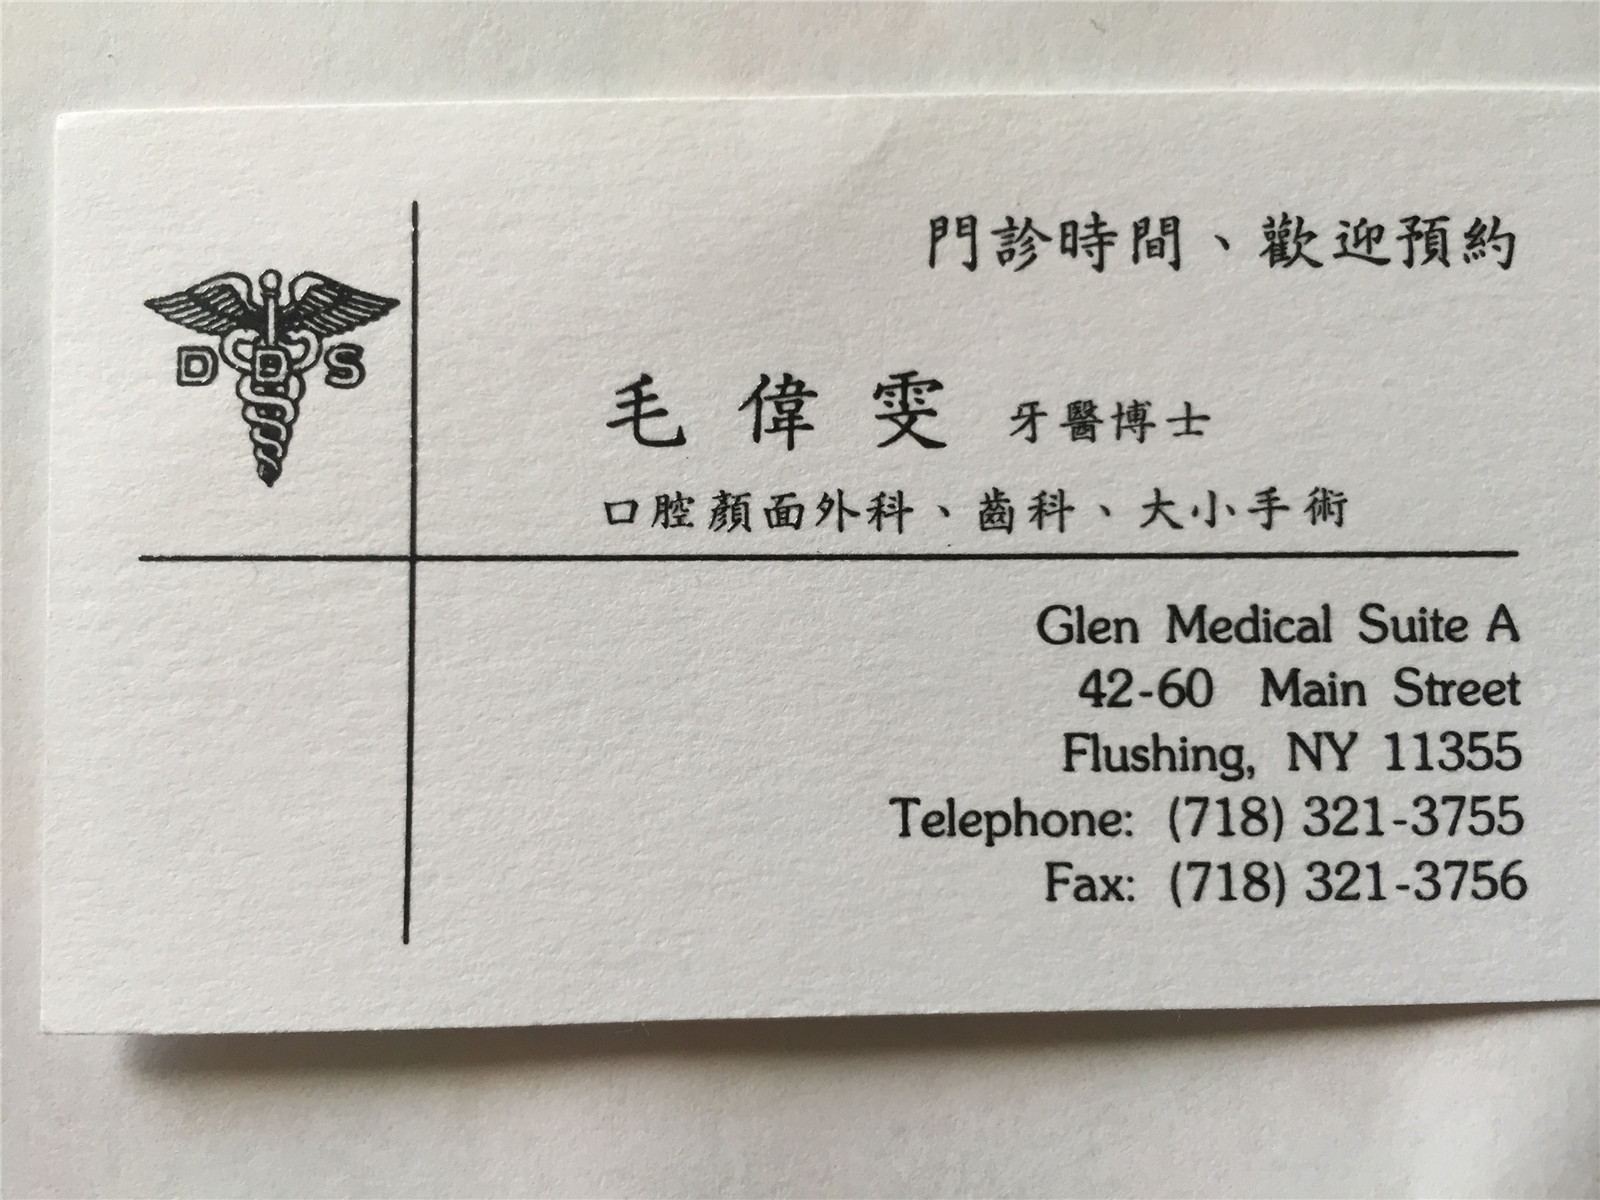 門診時間、歡迎預約
D D S
毛偉雯 牙醫博士
口腔顏面外科、齒科、大小手術
Glen Medical Suite A
42-60 Main Street
Flushing, NY 11355
Telephone: (718) 321-3755
Fax: (718) 321-3756